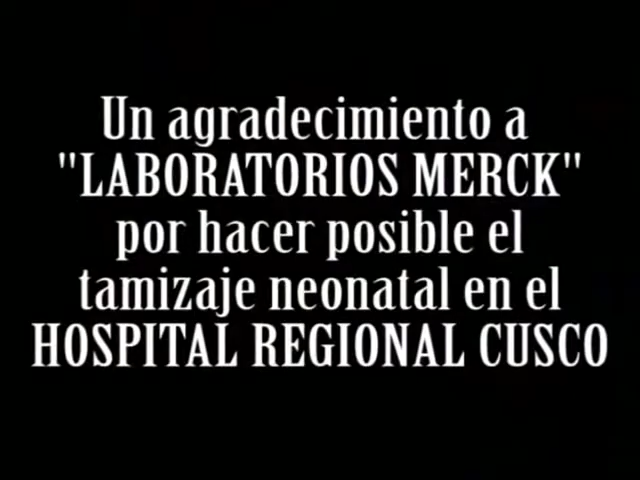 Un agradecimiento a
"LABORATORIOS MERCK"
por hacer posible el
tamizaje neonatal en el
HOSPITAL REGIONAL CUSCO